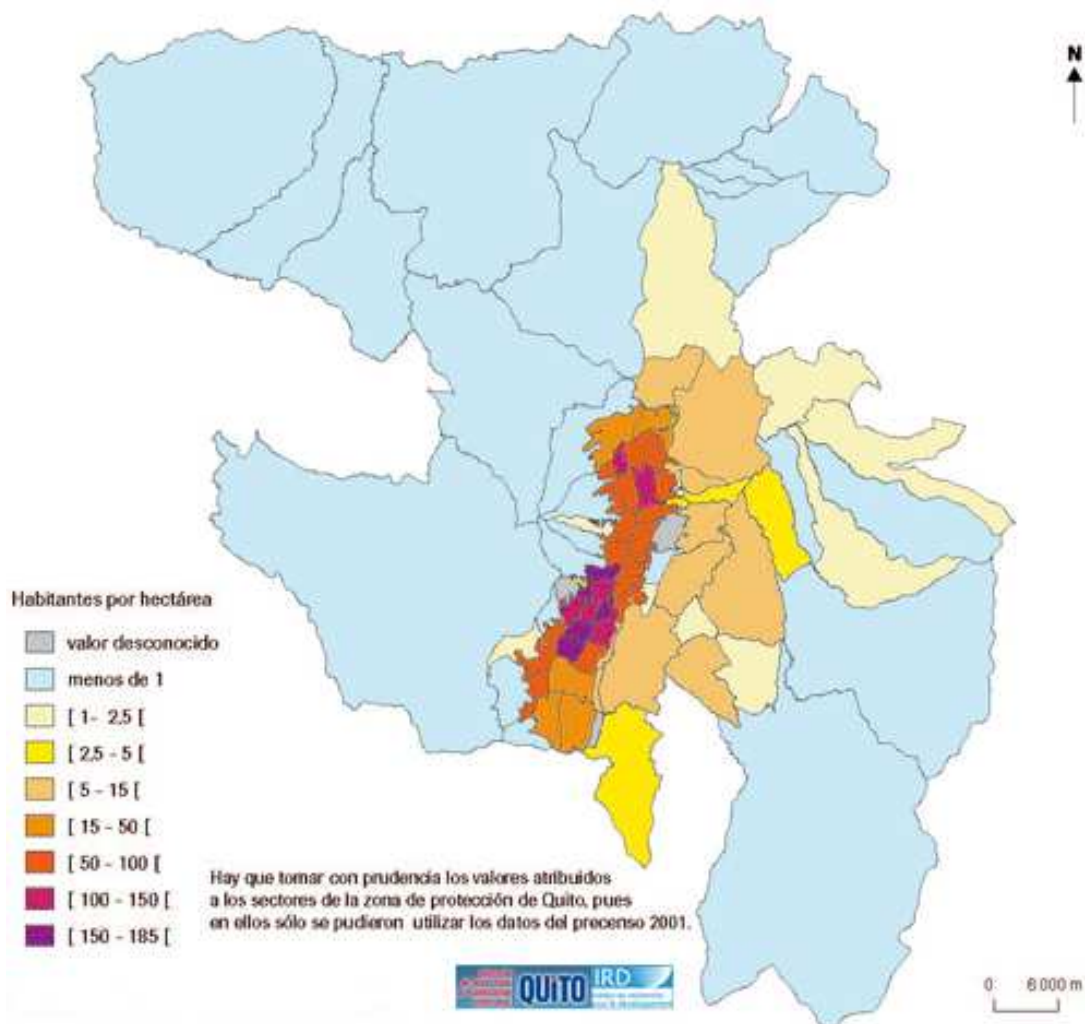 N
Habitantes por hectárea
valor desconocido
menos de 1
[ 1- 2,5 [
[ 2,5 - 5 [
[ 5 - 15 [
[ 15 - 50 [
[ 50 - 100 [
[ 100 - 150 [
[ 150 - 185 [
Hay que tomar con prudencia los valores atribuidos
a los sectores de la zona de protección de Quito, pues
en ellos sólo se pudieron utilizar los datos del precenso 2001.
QUITO
IRD
0 6 000 m